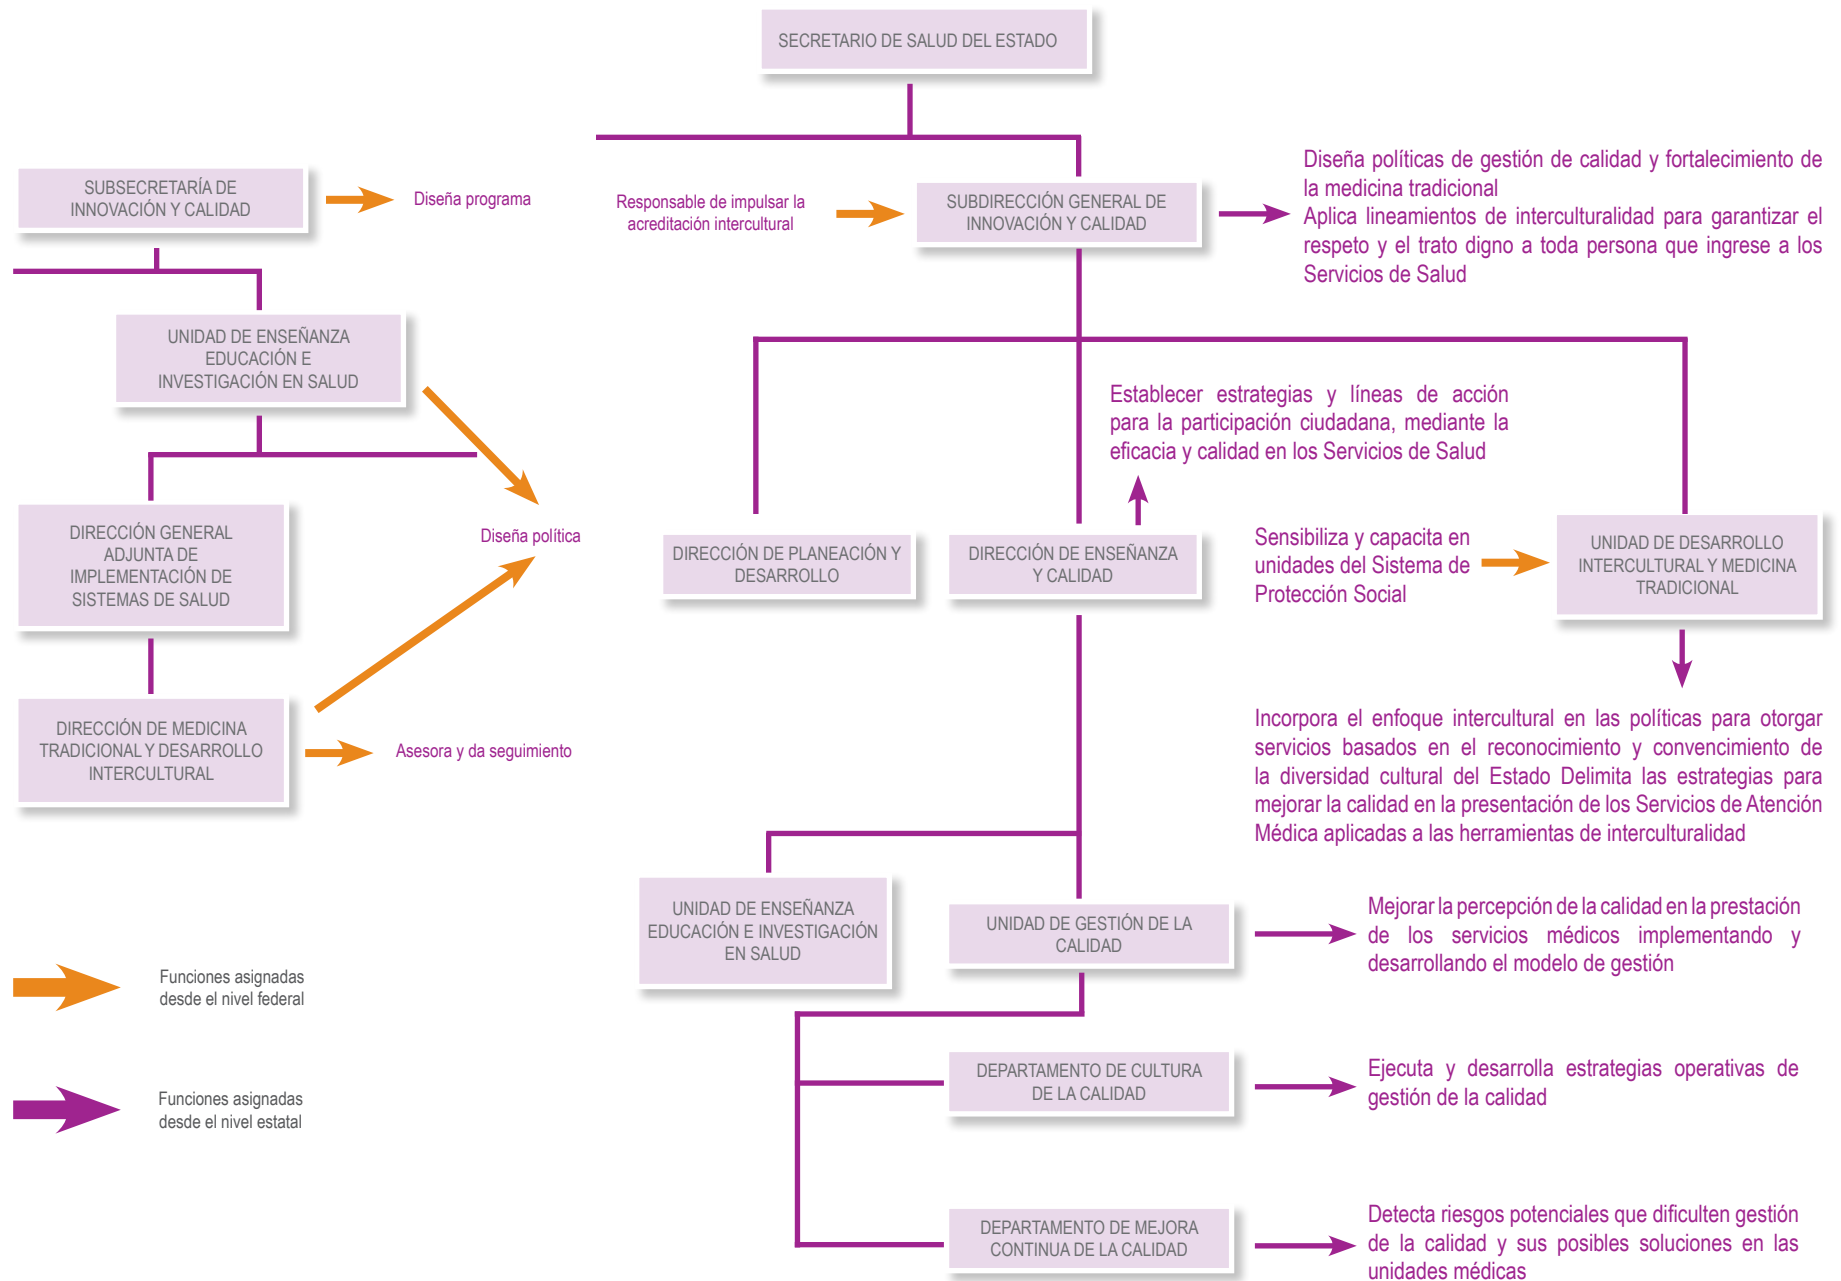 SECRETARIO DE SALUD DEL ESTADO
SUBSECRETARÍA DE
INNOVACIÓN Y CALIDAD
Diseña programa
Responsable de impulsar la
acreditación intercultural
SUBDIRECCIÓN GENERAL DE
INNOVACIÓN Y CALIDAD
Diseña políticas de gestión de calidad y fortalecimiento de
la medicina tradicional
Aplica lineamientos de interculturalidad para garantizar el
respeto y el trato digno a toda persona que ingrese a los
Servicios de Salud
UNIDAD DE ENSEÑANZA
EDUCACIÓN E
INVESTIGACIÓN EN SALUD
Establecer estrategias y líneas de acción
para la participación ciudadana, mediante la
eficacia y calidad en los Servicios de Salud
DIRECCIÓN GENERAL
ADJUNTA DE
IMPLEMENTACIÓN DE
SISTEMAS DE SALUD
Diseña política
DIRECCIÓN DE PLANEACIÓN Y
DESARROLLO
DIRECCIÓN DE ENSEÑANZA
Y CALIDAD
Sensibiliza y capacita en
unidades del Sistema de
Protección Social
UNIDAD DE DESARROLLO
INTERCULTURAL Y MEDICINA
TRADICIONAL
DIRECCIÓN DE MEDICINA
TRADICIONAL Y DESARROLLO
INTERCULTURAL
Asesora y da seguimiento
Incorpora el enfoque intercultural en las políticas para otorgar
servicios basados en el reconocimiento y convencimiento de
la diversidad cultural del Estado Delimita las estrategias para
mejorar la calidad en la presentación de los Servicios de Atención
Médica aplicadas a las herramientas de interculturalidad
UNIDAD DE ENSEÑANZA
EDUCACIÓN E INVESTIGACIÓN
EN SALUD
UNIDAD DE GESTIÓN DE LA
CALIDAD
Mejorar la percepción de la calidad en la prestación
de los servicios médicos implementando y
desarrollando el modelo de gestión
Funciones asignadas
desde el nivel federal
DEPARTAMENTO DE CULTURA
DE LA CALIDAD
Ejecuta y desarrolla estrategias operativas de
gestión de la calidad
Funciones asignadas
desde el nivel estatal
DEPARTAMENTO DE MEJORA
CONTINUA DE LA CALIDAD
Detecta riesgos potenciales que dificulten gestión
de la calidad y sus posibles soluciones en las
unidades médicas